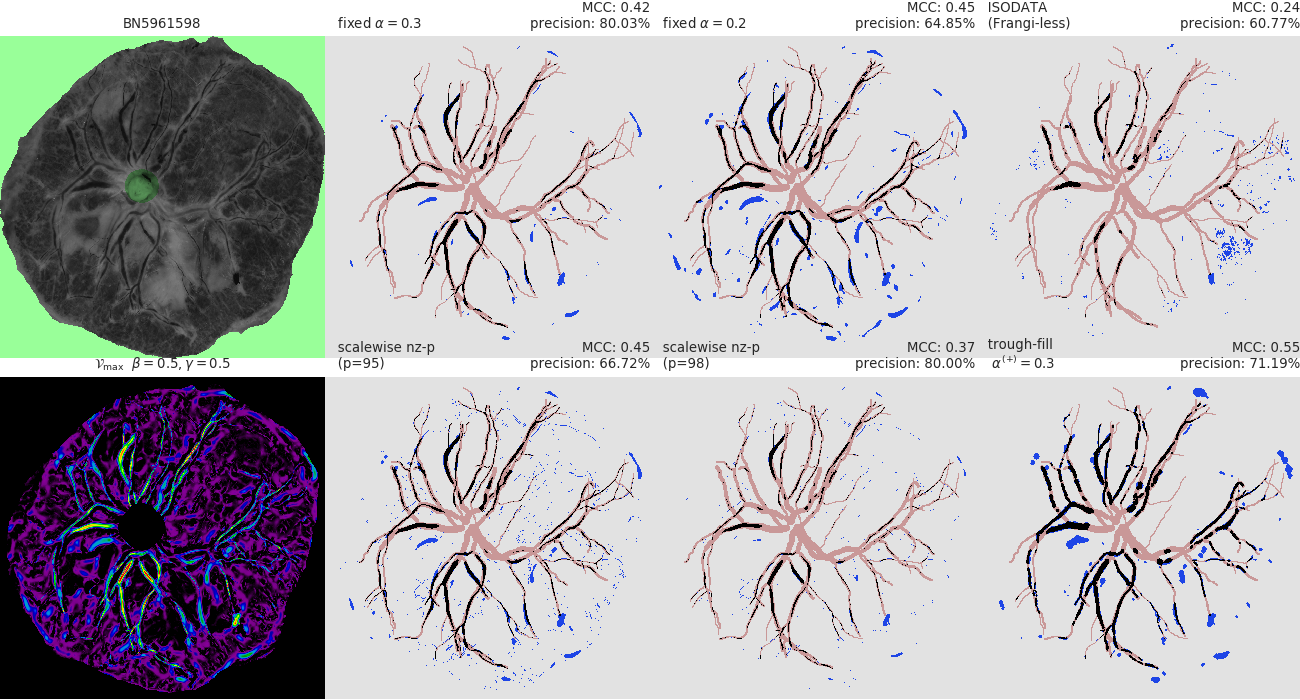 BN5961598
fixed α = 0.3
MCC: 0.42
precision: 80.03%
fixed α = 0.2
MCC: 0.45
precision: 64.85%
ISODATA
(Frangi-less)
MCC: 0.24
precision: 60.77%
𝒱max β = 0.5, γ = 0.5
scalewise nz-p
(p=95)
MCC: 0.45
precision: 66.72%
scalewise nz-p
(p=98)
MCC: 0.37
precision: 80.00%
trough-fill
α(+) = 0.3
MCC: 0.55
precision: 71.19%